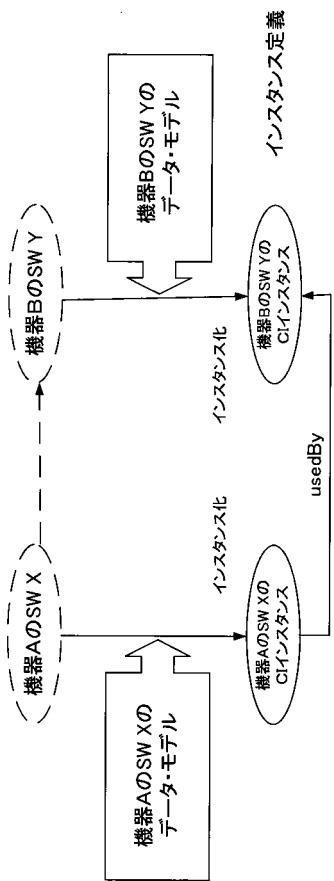 機器AのSW X
機器BのSW Y
機器AのSW Xの
データ・モデル
インスタンス化
インスタンス化
機器BのSW Yの
データ・モデル
機器AのSW Xの
CIインスタンス
機器BのSW Yの
CIインスタンス
usedBy
インスタンス定義